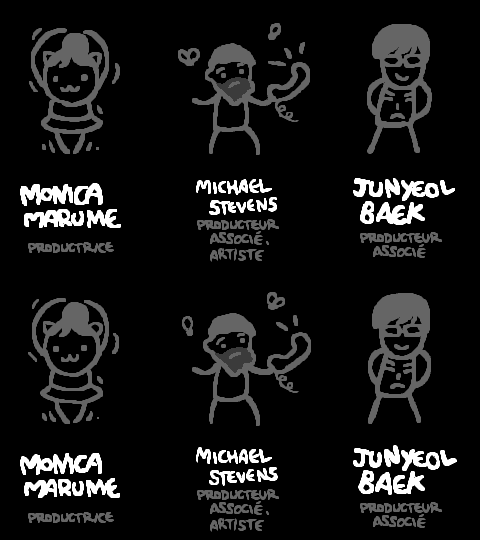 MONICA
MARUME
PRODUCTRICE
MICHAEL
STEVENS
PRODUCTEUR
ASSOCIÉ.
ARTISTE
JUNYEOL
BAEK
PRODUCTEUR
ASSOCIÉ
MONICA
MARUME
PRODUCTRICE
MICHAEL
STEVENS
PRODUCTEUR
ASSOCIÉ.
ARTISTE
JUNYEOL
BAEK
PRODUCTEUR
ASSOCIÉ